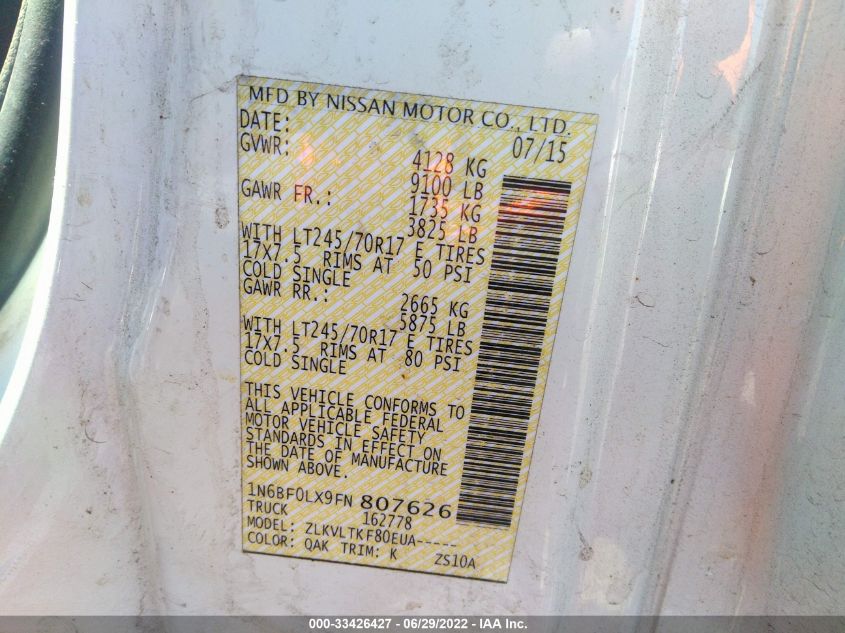 MFD BY NISSAN MOTOR CO., LTD.
DATE: 07/15
GVWR: 4128 KG
9100 LB
GAWR FR.: 1735 KG
3825 LB
WITH LT245/70R17 E TIRES
17X7.5 RIMS AT 50 PSI
COLD SINGLE
GAWR RR.: 2665 KG
5875 LB
WITH LT245/70R17 E TIRES
17X7.5 RIMS AT 80 PSI
COLD SINGLE
THIS VEHICLE CONFORMS TO
ALL APPLICABLE FEDERAL
MOTOR VEHICLE SAFETY
STANDARDS IN EFFECT ON
THE DATE OF MANUFACTURE
SHOWN ABOVE.
1N6BF0LX9FN 807626
TRUCK 162778
MODEL: ZLKVLTKF80EUA-----
COLOR: QAK TRIM: K ZS10A
000-33426427 - 06/29/2022 - IAA Inc.